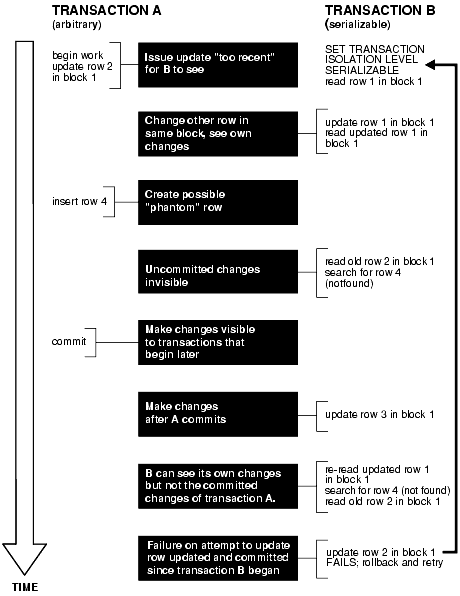 TRANSACTION A
(arbitrary)
TRANSACTION B
(serializable)
begin work
update row 2
in block 1
Issue update "too recent"
for B to see
SET TRANSACTION
ISOLATION LEVEL
SERIALIZABLE
read row 1 in block 1
Change other row in
same block, see own
changes
update row 1 in block 1
read updated row 1 in
block 1
insert row 4
Create possible
"phantom" row
Uncommitted changes
invisible
read old row 2 in block 1
search for row 4
(notfound)
commit
Make changes visible
to transactions that
begin later
Make changes
after A commits
update row 3 in block 1
B can see its own changes
but not the committed
changes of transaction A.
re-read updated row 1
in block 1
search for row 4 (not found)
read old row 2 in block 1
Failure on attempt to update
row updated and committed
since transaction B began
update row 2 in block 1
FAILS; rollback and retry
TIME